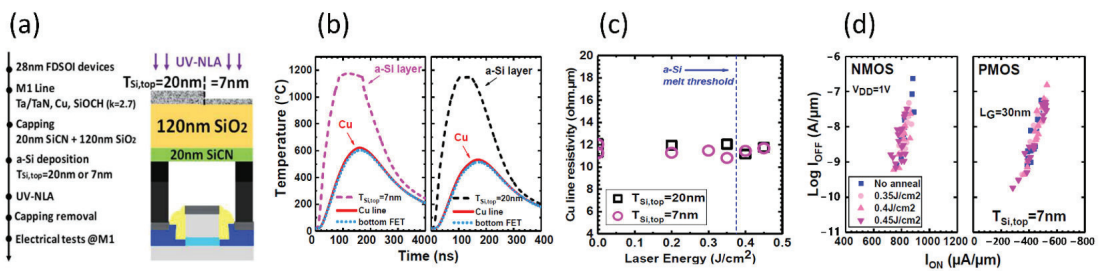 (a)
28nm FDSOI devices
M1 Line
Ta/TaN, Cu, SiOCH (k=2.7)
Capping
20nm SiCN + 120nm SiO2
a-Si deposition
TSi,top=20nm or 7nm
UV-NLA
Capping removal
Electrical tests @M1
UV-NLA
TSi,top=20nm =7nm
120nm SiO2
20nm SiCN
(b)
Temperature (°C)
1200
1000
800
600
400
200
0
a-Si layer
Cu
TSi,top=7nm
Cu line
bottom FET
0 100 200 300 400
a-Si layer
Cu
TSi,top=20nm
Cu line
bottom FET
0 100 200 300 400
Time (ns)
(c)
Cu line resistivity (ohm.µm)
20
18
16
14
12
10
8
6
4
a-Si
melt threshold
TSi,top=20nm
TSi,top=7nm
0.0 0.1 0.2 0.3 0.4 0.5
Laser Energy (J/cm2)
(d)
Log IOFF (A/µm)
-6
-7
-8
-9
-10
-11
NMOS
VDD=1V
400 600 800 1000
PMOS
LG=30nm
No anneal
0.35J/cm2
0.4J/cm2
0.45J/cm2
TSi,top=7nm
-200 -400 -600 -800
ION (µA/µm)